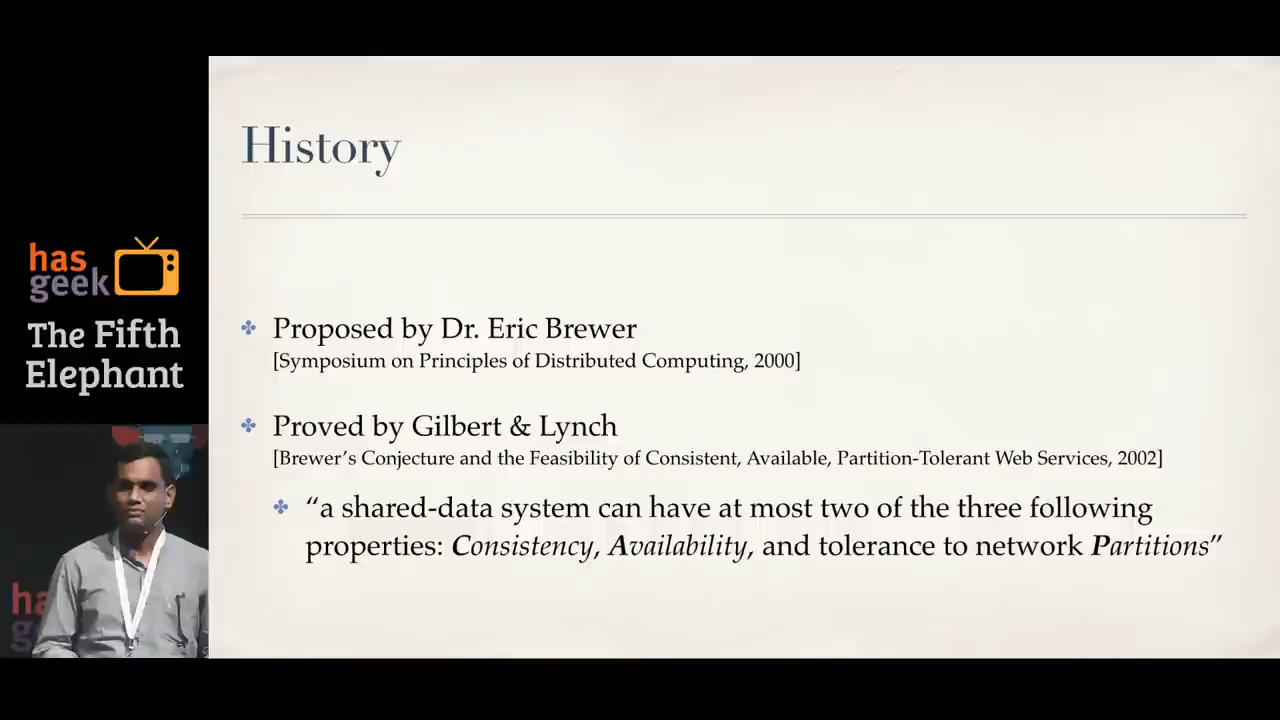 History
has
geek
The Fifth
Elephant
Proposed by Dr. Eric Brewer
[Symposium on Principles of Distributed Computing, 2000]
Proved by Gilbert & Lynch
[Brewer's Conjecture and the Feasibility of Consistent, Available, Partition-Tolerant Web Services, 2002]
“a shared-data system can have at most two of the three following
properties: Consistency, Availability, and tolerance to network Partitions”
ha
g